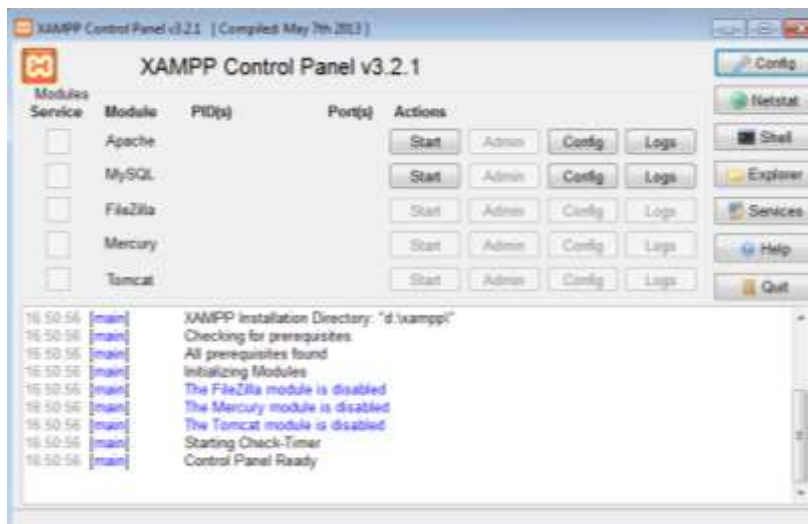 XAMPP Control Panel v3.2.1 [ Compiled: May 7th 2013 ]
XAMPP Control Panel v3.2.1
Config
Modules
Service Module PID(s) Port(s) Actions
Netstat
Apache Start Admin Config Logs
Shell
MySQL Start Admin Config Logs
Explorer
FileZilla Start Admin Config Logs
Services
Mercury Start Admin Config Logs
Help
Tomcat Start Admin Config Logs
Quit
16:50:56 [main] XAMPP Installation Directory: "d:\xampp\"
16:50:56 [main] Checking for prerequisites
16:50:56 [main] All prerequisites found
16:50:56 [main] Initializing Modules
16:50:56 [main] The FileZilla module is disabled
16:50:56 [main] The Mercury module is disabled
16:50:56 [main] The Tomcat module is disabled
16:50:56 [main] Starting Check-Timer
16:50:56 [main] Control Panel Ready